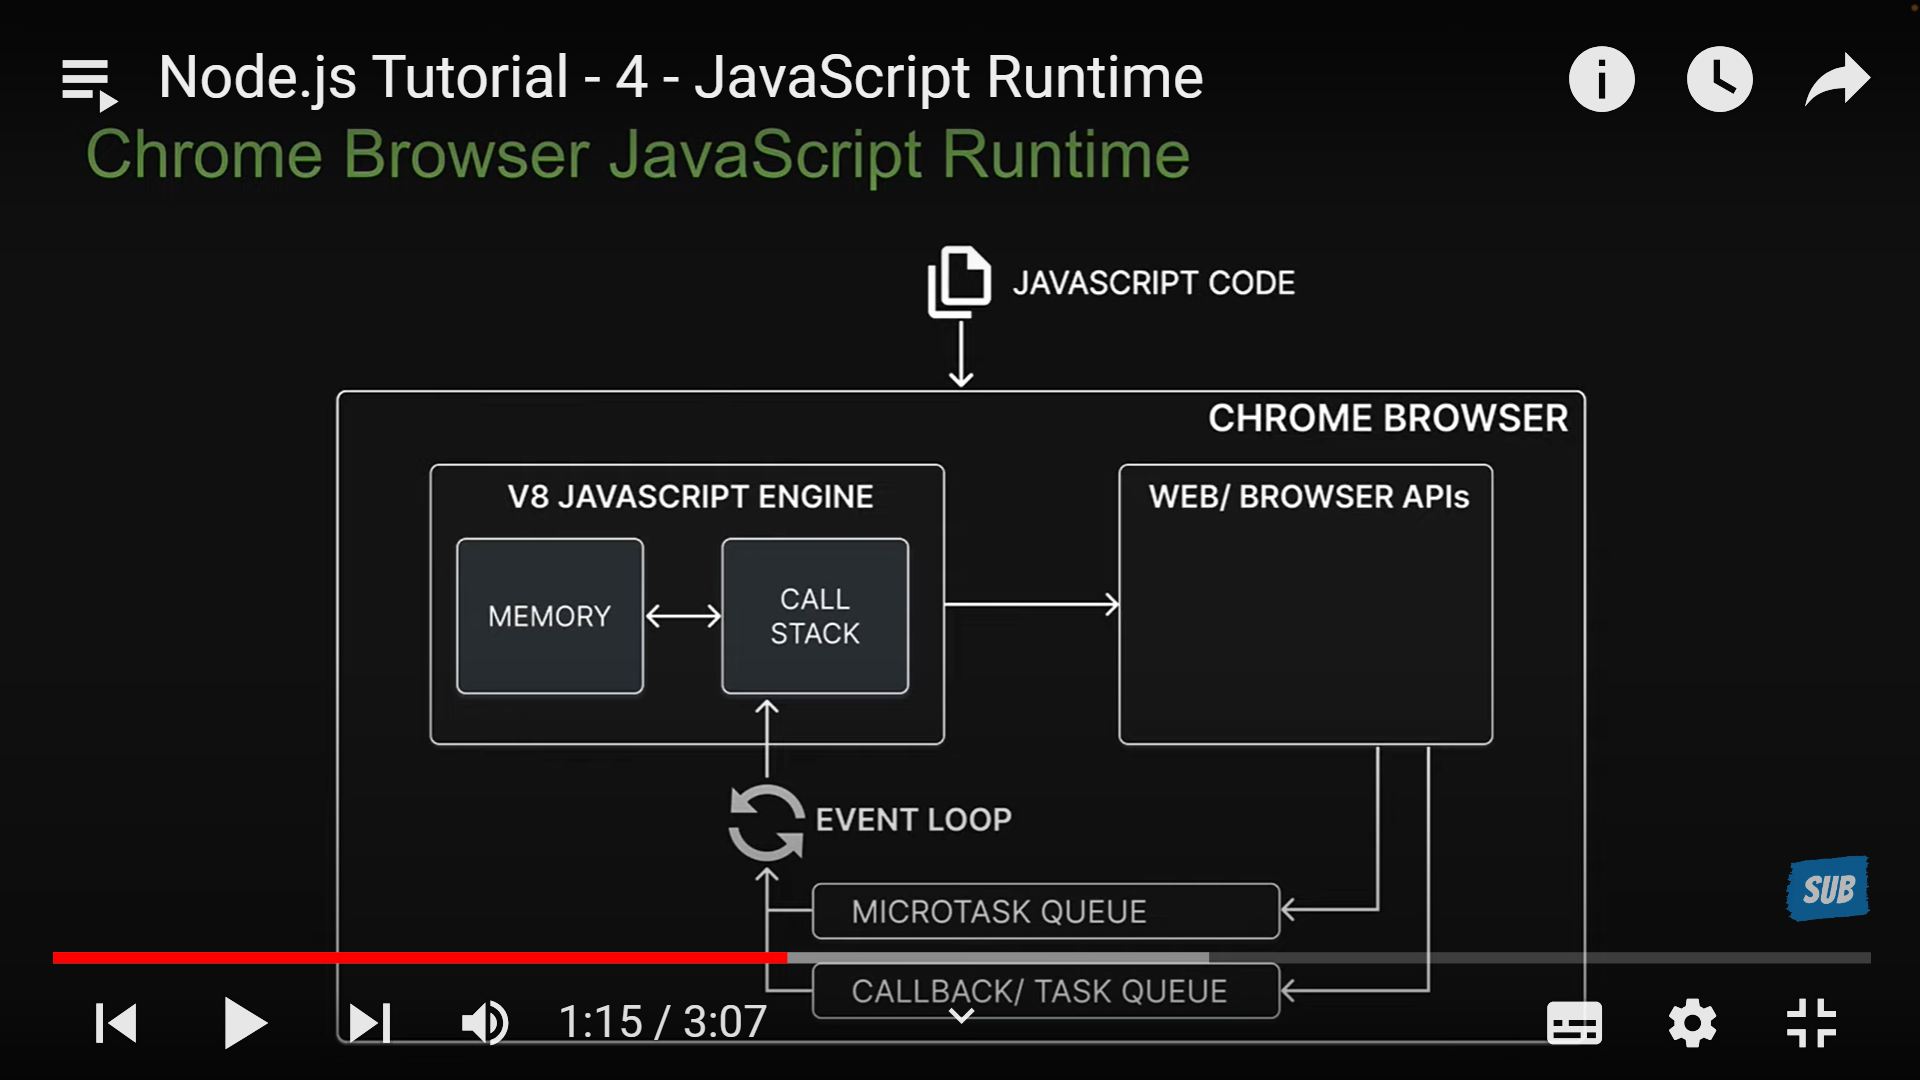 Node.js Tutorial - 4 - JavaScript Runtime
Chrome Browser JavaScript Runtime
JAVASCRIPT CODE
CHROME BROWSER
V8 JAVASCRIPT ENGINE
WEB/ BROWSER APIs
MEMORY
CALL
STACK
EVENT LOOP
SUB
MICROTASK QUEUE
CALLBACK/ TASK QUEUE
1:15 / 3:07